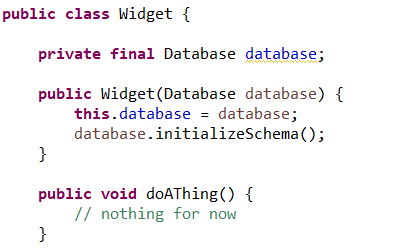 public class Widget {
private final Database database;
public Widget(Database database) {
this.database = database;
database.initializeSchema();
}
public void doAThing() {
// nothing for now
}